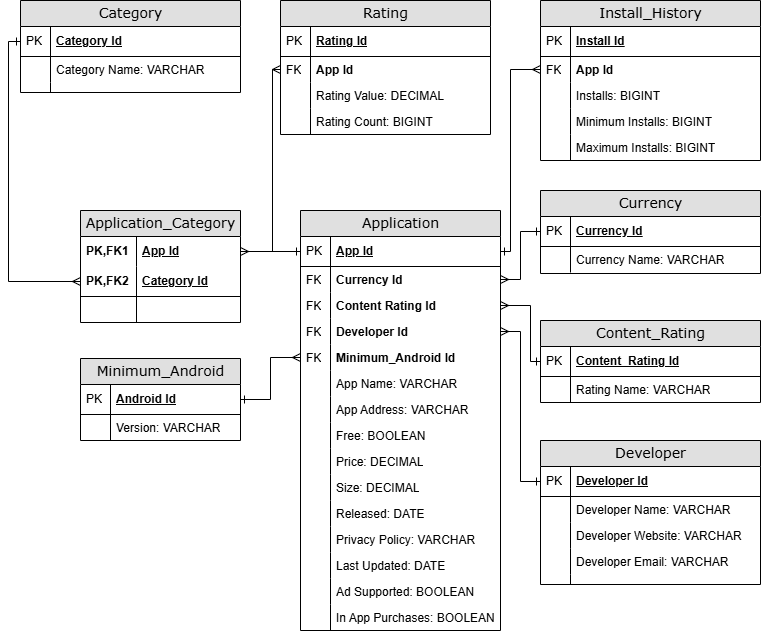 Category
PK Category Id
Category Name: VARCHAR
Rating
PK Rating Id
FK App Id
Rating Value: DECIMAL
Rating Count: BIGINT
Install_History
PK Install Id
FK App Id
Installs: BIGINT
Minimum Installs: BIGINT
Maximum Installs: BIGINT
Application_Category
PK,FK1 App Id
PK,FK2 Category Id
Application
PK App Id
FK Currency Id
FK Content Rating Id
FK Developer Id
FK Minimum_Android Id
App Name: VARCHAR
App Address: VARCHAR
Free: BOOLEAN
Price: DECIMAL
Size: DECIMAL
Released: DATE
Privacy Policy: VARCHAR
Last Updated: DATE
Ad Supported: BOOLEAN
In App Purchases: BOOLEAN
Currency
PK Currency Id
Currency Name: VARCHAR
Minimum_Android
PK Android Id
Version: VARCHAR
Content_Rating
PK Content_Rating Id
Rating Name: VARCHAR
Developer
PK Developer Id
Developer Name: VARCHAR
Developer Website: VARCHAR
Developer Email: VARCHAR